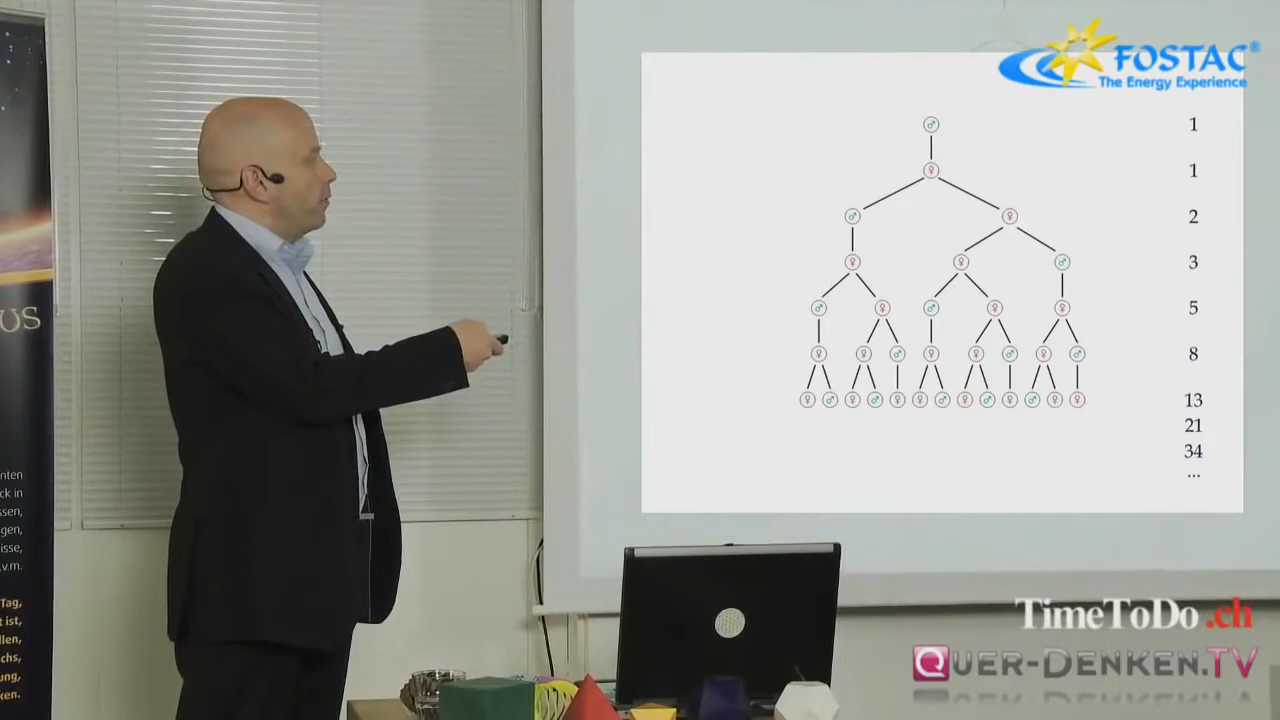 FOSTAC®
The Energy Experience
1
1
2
3
5
8
13
21
34
...
US
nten
ck in
ssen,
gen,
isse,
v.m.
Tag,
t ist,
llen,
chs,
ung,
ken.
TimeToDo.ch
QUER-DENKEN.TV